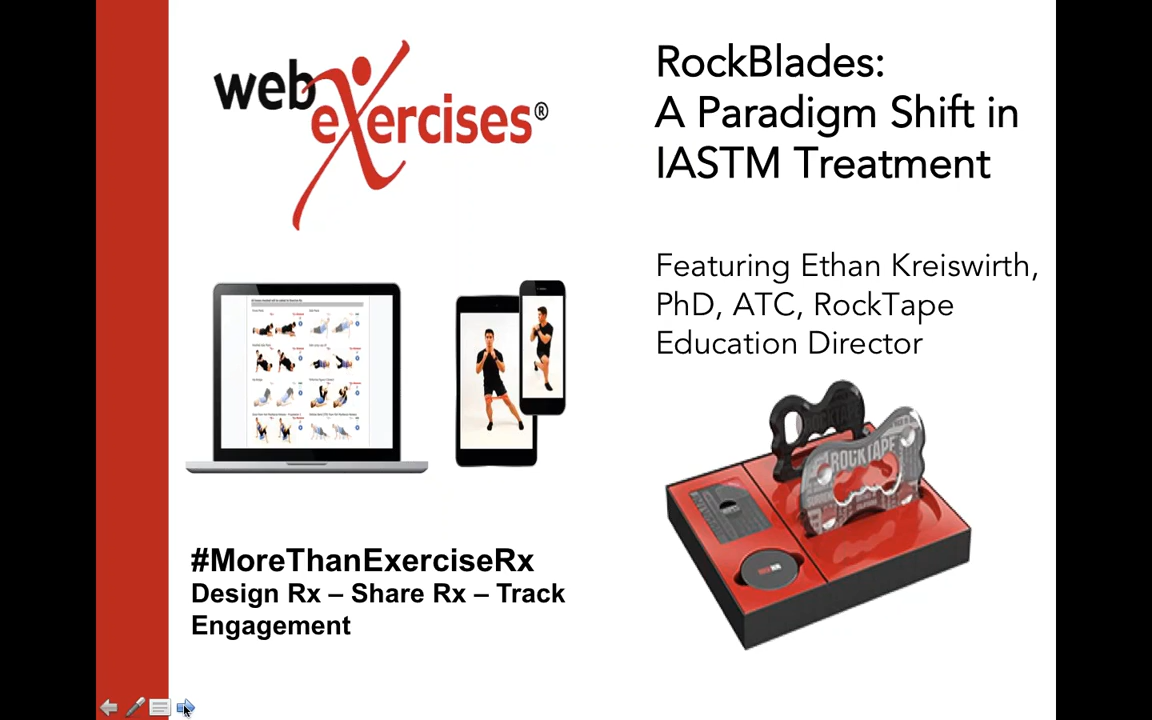 web
exercises®
RockBlades:
A Paradigm Shift in
IASTM Treatment
Featuring Ethan Kreiswirth,
PhD, ATC, RockTape
Education Director
ROCKTAPE
ROCKTAPE
#MoreThanExerciseRx
Design Rx – Share Rx – Track
Engagement